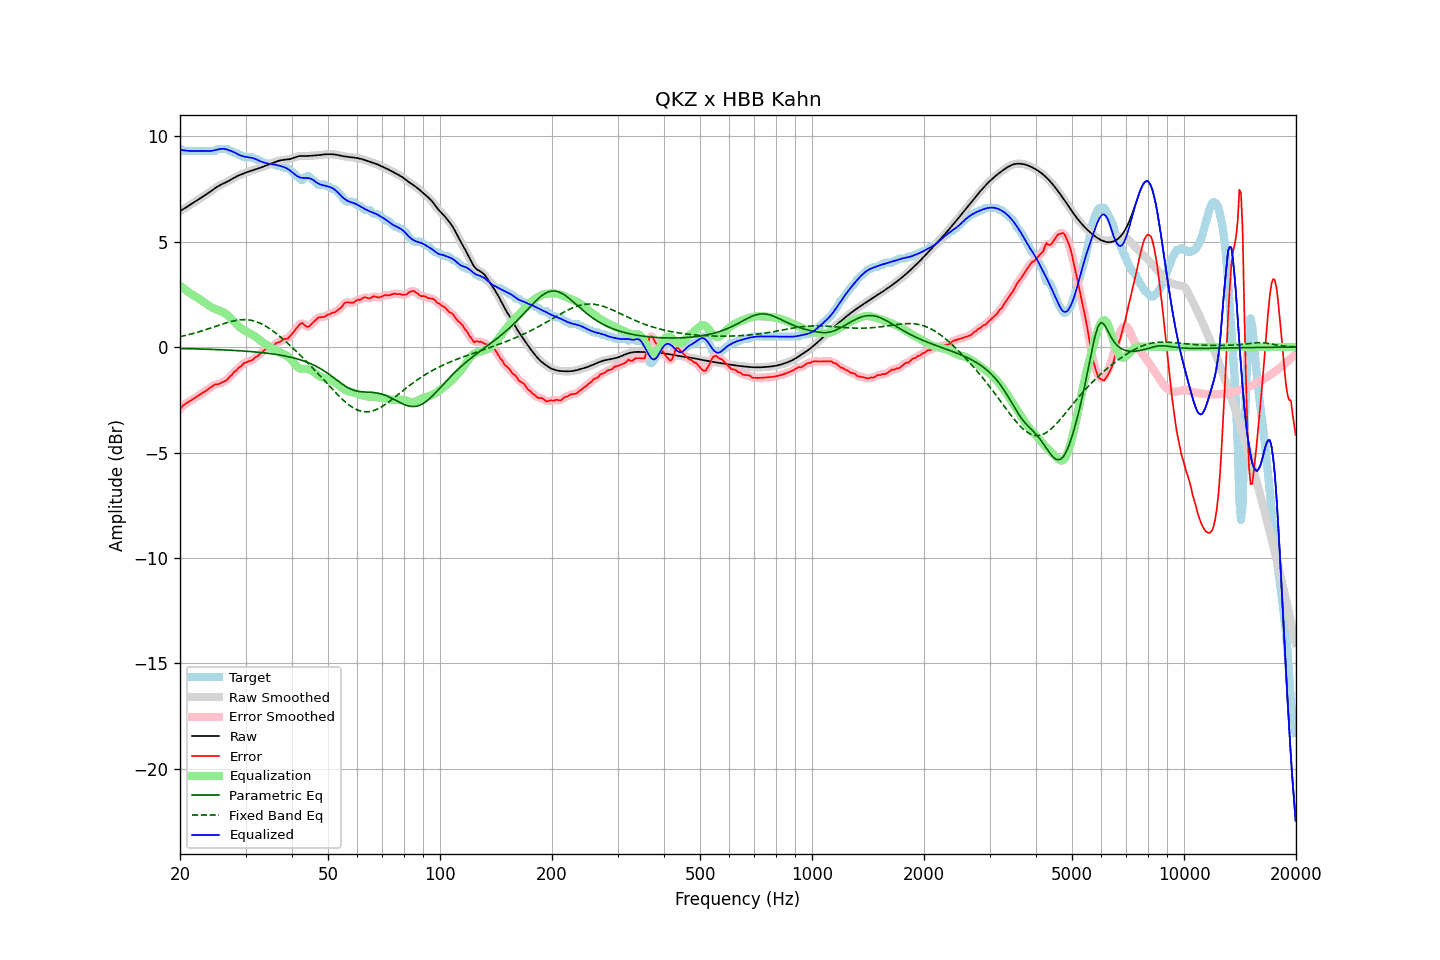 QKZ x HBB Kahn
10
5
0
−5
−10
−15
−20
Amplitude (dBr)
Target
Raw Smoothed
Error Smoothed
Raw
Error
Equalization
Parametric Eq
Fixed Band Eq
Equalized
20 50 100 200 500 1000 2000 5000 10000 20000
Frequency (Hz)